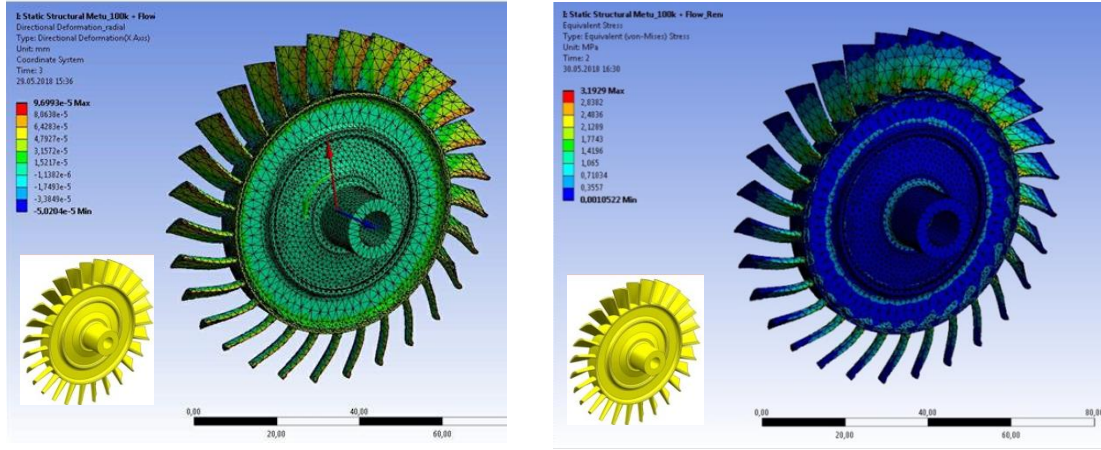 I: Static Structural Metu_100k + Flow
Directional Deformation_radial
Type: Directional Deformation(X Axis)
Unit: mm
Coordinate System
Time: 3
29.05.2018 15:36
9,6993e-5 Max
8,0638e-5
6,4283e-5
4,7927e-5
3,1572e-5
1,5217e-5
-1,1382e-6
-1,7493e-5
-3,3849e-5
-5,0204e-5 Min
0,00
40,00
20,00
60,00
I: Static Structural Metu_100k + Flow_Ren
Equivalent Stress
Type: Equivalent (von-Mises) Stress
Unit: MPa
Time: 2
30.05.2018 16:30
3,1929 Max
2,8382
2,4836
2,1289
1,7743
1,4196
1,065
0,71034
0,3557
0,0010522 Min
0,00
40,00
80,0
20,00
60,00